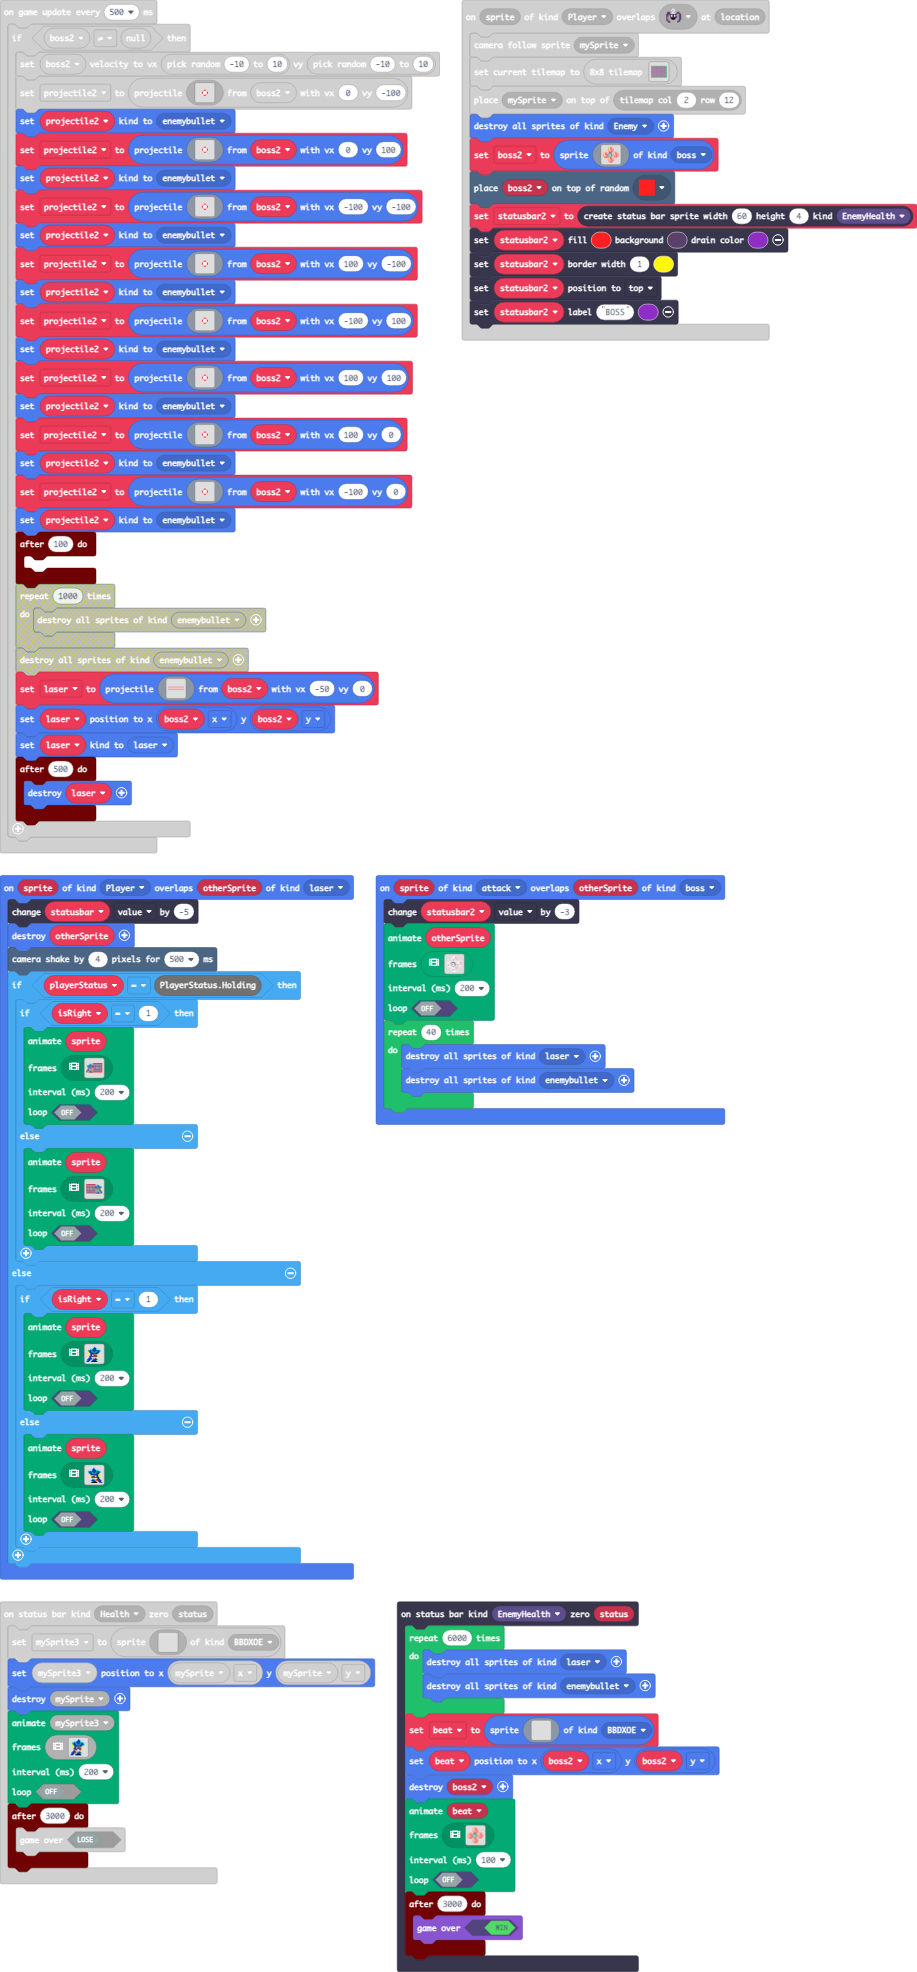 on game update every 500 ms
if boss2 ≠ null then
set boss2 velocity to vx pick random -10 to 10 vy pick random -10 to 10
set projectile2 to projectile from boss2 with vx 0 vy -100
set projectile2 kind to enemybullet
set projectile2 to projectile from boss2 with vx 0 vy 100
set projectile2 kind to enemybullet
set projectile2 to projectile from boss2 with vx -100 vy -100
set projectile2 kind to enemybullet
set projectile2 to projectile from boss2 with vx 100 vy -100
set projectile2 kind to enemybullet
set projectile2 to projectile from boss2 with vx -100 vy 100
set projectile2 kind to enemybullet
set projectile2 to projectile from boss2 with vx 100 vy 100
set projectile2 kind to enemybullet
set projectile2 to projectile from boss2 with vx 100 vy 0
set projectile2 kind to enemybullet
set projectile2 to projectile from boss2 with vx -100 vy 0
set projectile2 kind to enemybullet
after 100 do
repeat 1000 times
do destroy all sprites of kind enemybullet
destroy all sprites of kind enemybullet
set laser to projectile from boss2 with vx -50 vy 0
set laser position to x boss2 x y boss2 y
set laser kind to laser
after 500 do
destroy laser
on sprite of kind Player overlaps at location
camera follow sprite mySprite
set current tilemap to 8x8 tilemap
place mySprite on top of tilemap col 2 row 12
destroy all sprites of kind Enemy
set boss2 to sprite of kind boss
place boss2 on top of random
set statusbar2 to create status bar sprite width 60 height 4 kind EnemyHealth
set statusbar2 fill background drain color
set statusbar2 border width 1
set statusbar2 position to top
set statusbar2 label "BOSS"
on sprite of kind Player overlaps otherSprite of kind laser
change statusbar value by -5
destroy otherSprite
camera shake by 4 pixels for 500 ms
if playerStatus = PlayerStatus.Holding then
if isRight = 1 then
animate sprite
frames
interval (ms) 200
loop OFF
else
animate sprite
frames
interval (ms) 200
loop OFF
else
if isRight = 1 then
animate sprite
frames
interval (ms) 200
loop OFF
else
animate sprite
frames
interval (ms) 200
loop OFF
on sprite of kind attack overlaps otherSprite of kind boss
change statusbar2 value by -3
animate otherSprite
frames
interval (ms) 200
loop OFF
repeat 40 times
do destroy all sprites of kind laser
destroy all sprites of kind enemybullet
on status bar kind Health zero status
set mySprite3 to sprite of kind BBDXOE
set mySprite3 position to x mySprite x y mySprite y
destroy mySprite
animate mySprite3
frames
interval (ms) 200
loop OFF
after 3000 do
game over LOSE
on status bar kind EnemyHealth zero status
repeat 6000 times
do destroy all sprites of kind laser
destroy all sprites of kind enemybullet
set beat to sprite of kind BBDXOE
set beat position to x boss2 x y boss2 y
destroy boss2
animate beat
frames
interval (ms) 100
loop OFF
after 3000 do
game over WIN